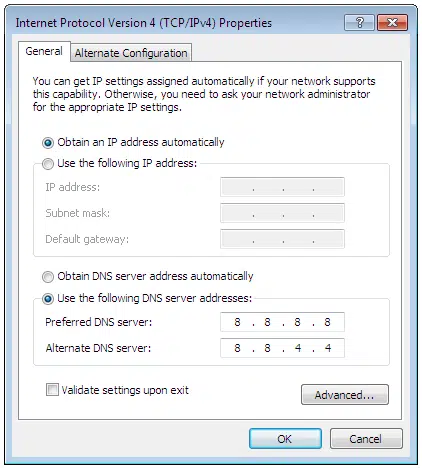 Internet Protocol Version 4 (TCP/IPv4) Properties
General Alternate Configuration
You can get IP settings assigned automatically if your network supports
this capability. Otherwise, you need to ask your network administrator
for the appropriate IP settings.
Obtain an IP address automatically
Use the following IP address:
IP address: . . .
Subnet mask: . . .
Default gateway: . . .
Obtain DNS server address automatically
Use the following DNS server addresses:
Preferred DNS server: 8 . 8 . 8 . 8
Alternate DNS server: 8 . 8 . 4 . 4
Validate settings upon exit
Advanced...
OK Cancel